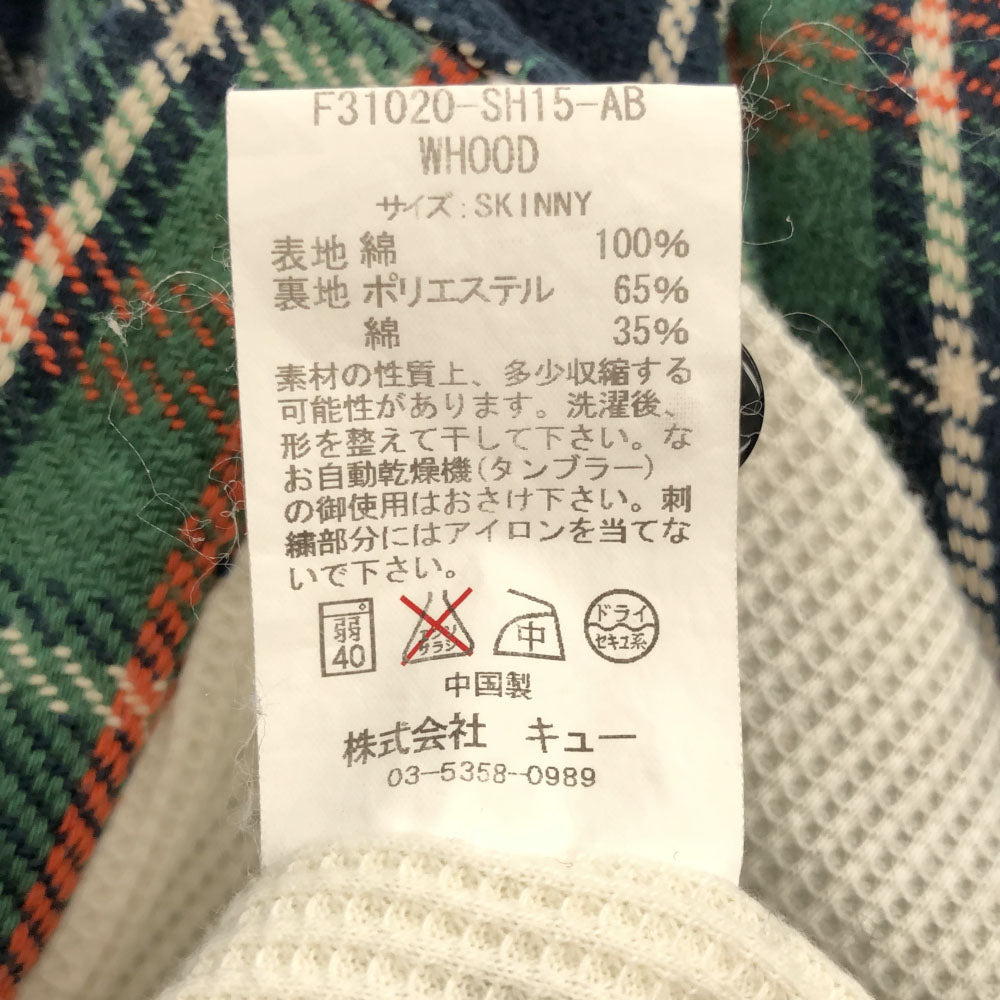 F31020-SH15-AB
WHOOD
サイズ:SKINNY
表地 綿 100%
裏地 ポリエステル 65%
綿 35%
素材の性質上、多少収縮する
可能性があります。洗濯後、
形を整えて干して下さい。な
お自動乾燥機(タンブラー)
の御使用はおさけ下さい。刺
繍部分にはアイロンを当てな
いで下さい。
弱 40 エンソ サラシ 中 ドライ セキユ系
中国製
株式会社 キュー
03-5358-0989